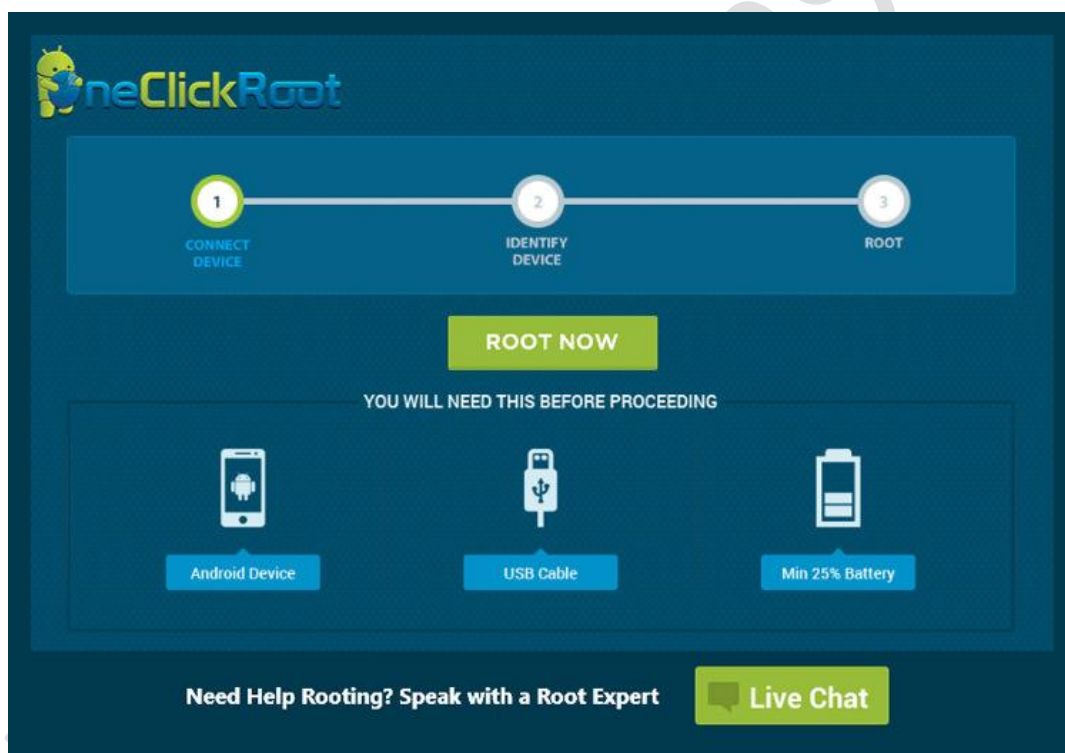 OneClickRoot
1
2
3
CONNECT
DEVICE
IDENTIFY
DEVICE
ROOT
ROOT NOW
YOU WILL NEED THIS BEFORE PROCEEDING
Android Device
USB Cable
Min 25% Battery
Need Help Rooting? Speak with a Root Expert
Live Chat